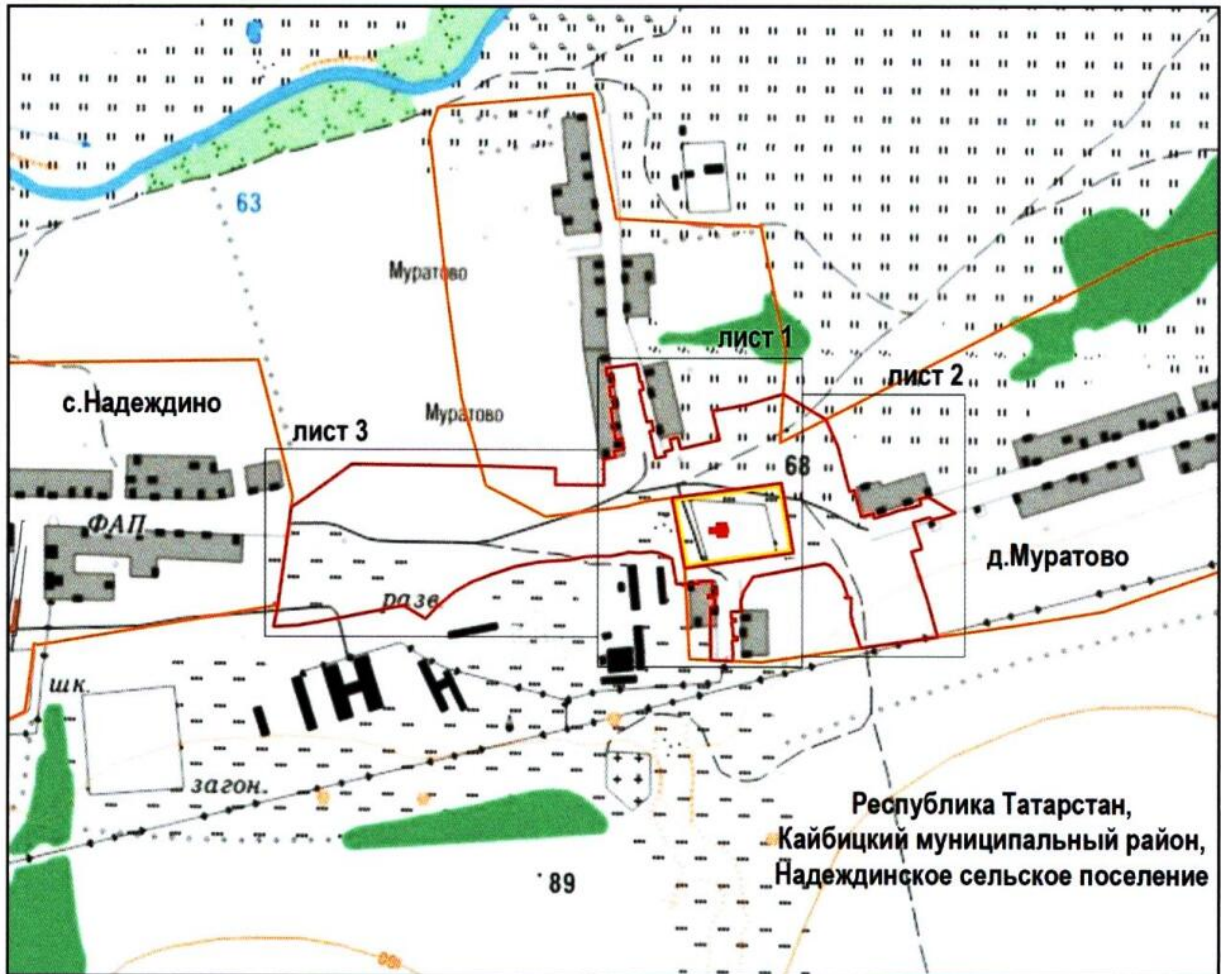 63
Муратово
лист 1
лист 2
с.Надеждино
Муратово
лист 3
68
ФАП
д.Муратово
разв
шк.
загон.
Республика Татарстан,
Кайбицкий муниципальный район,
Надеждинское сельское поселение
89